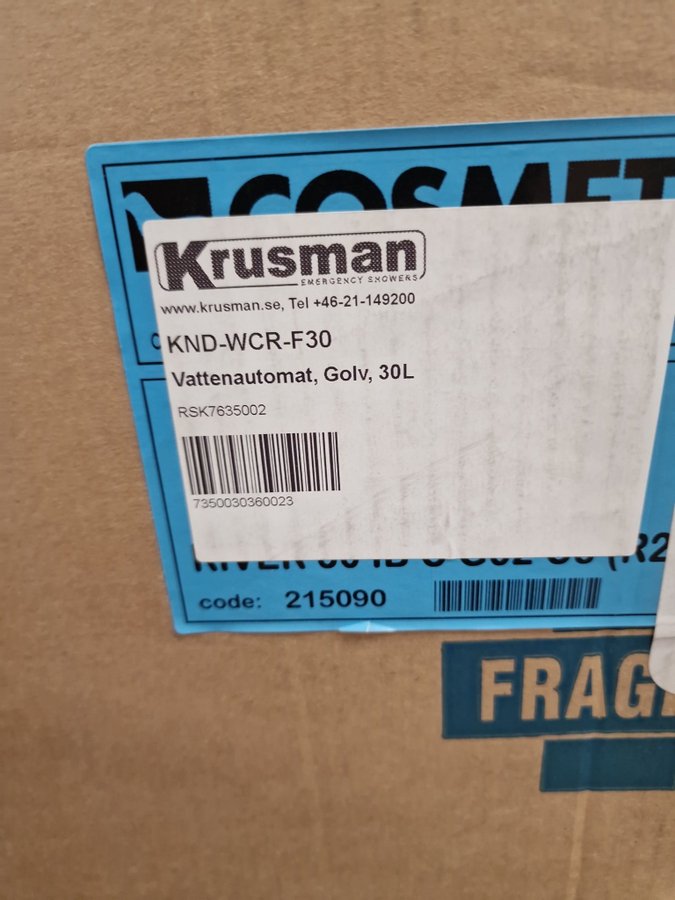 COSMET
Krusman
EMERGENCY SHOWERS
www.krusman.se, Tel +46-21-149200
KND-WCR-F30
Vattenautomat, Golv, 30L
RSK7635002
7350030360023
RIVER
code: 215090
FRAG